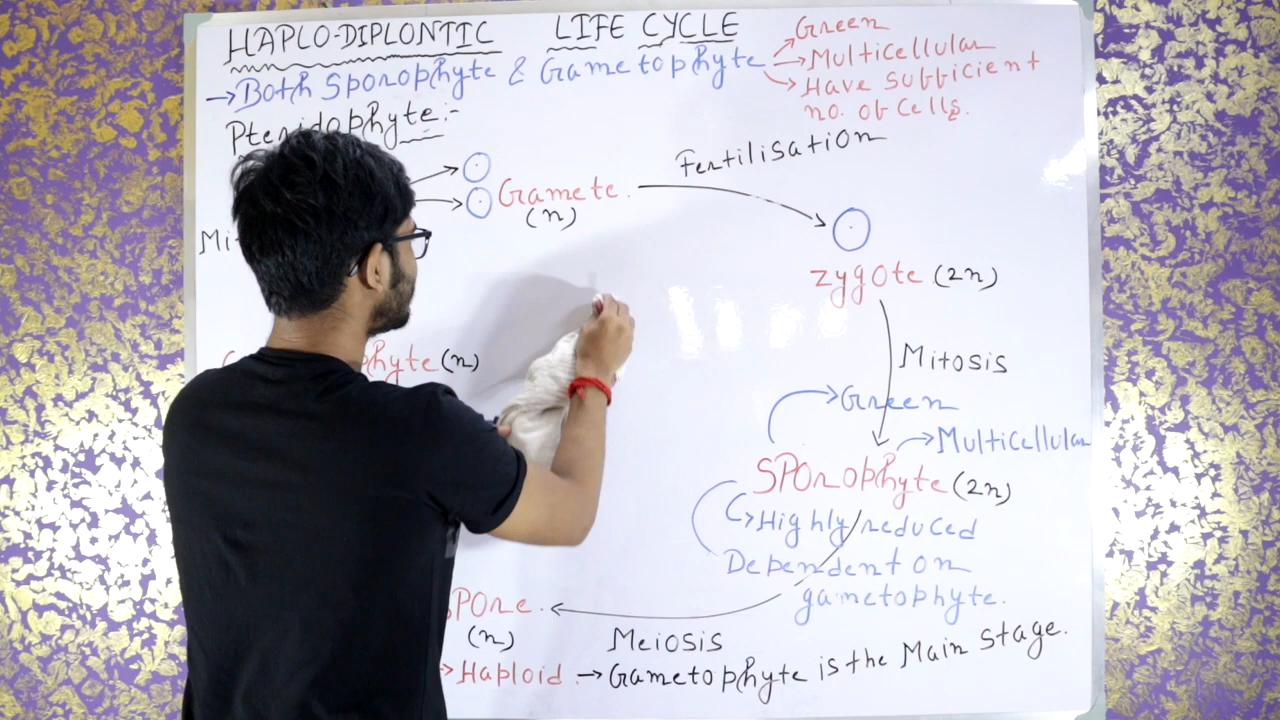 HAPLO-DIPLONTIC LIFE CYCLE
→Both Sporophyte & Gametophyte
→Green
→Multicellular
→Have Sufficient
no. of Cells.
Pteridophyte:-
Gamete.
(n)
Fertilisation
zygote (2n)
Mitosis
(n)
→Green
→Multicellular
SPOrophyte (2n)
→Highly reduced
Dependent on
gametophyte.
SPOre.
(n)
Meiosis
→Haploid → Gametophyte is the Main Stage.